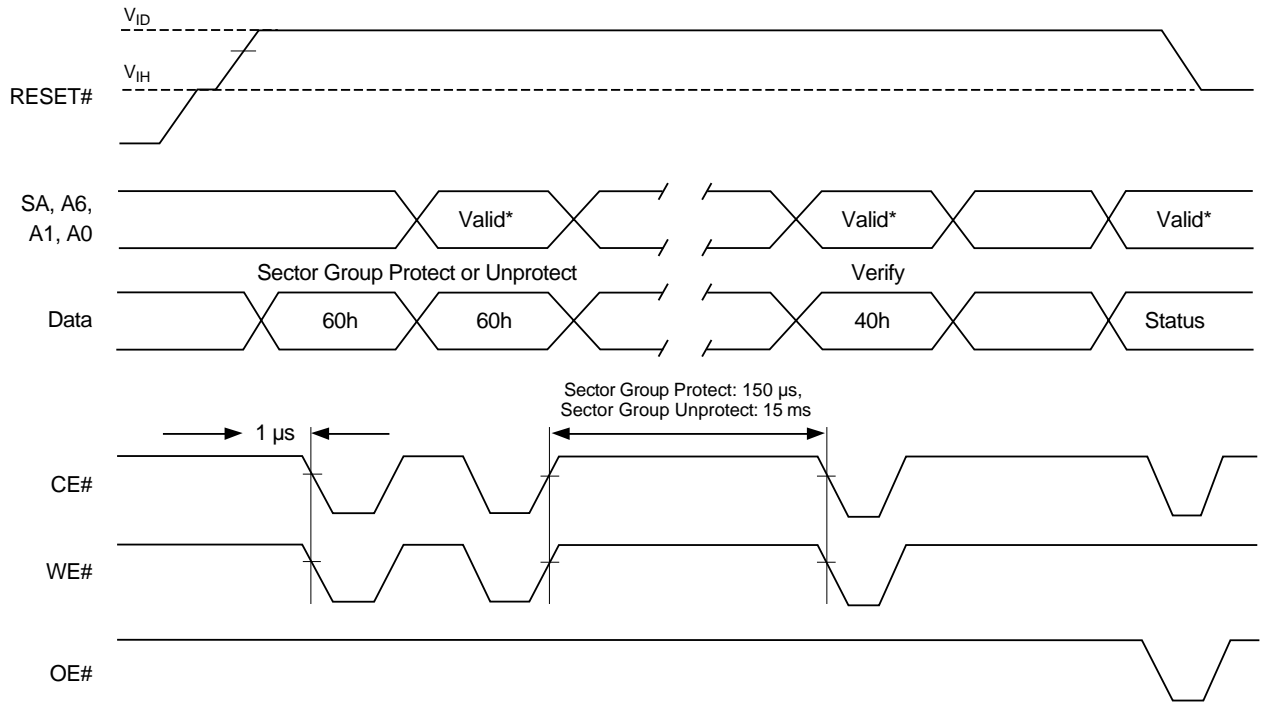 VID
VIH
RESET#
SA, A6,
A1, A0
Valid*
Valid*
Valid*
Sector Group Protect or Unprotect
Verify
Data
60h
60h
40h
Status
Sector Group Protect: 150 µs,
Sector Group Unprotect: 15 ms
1 µs
CE#
WE#
OE#